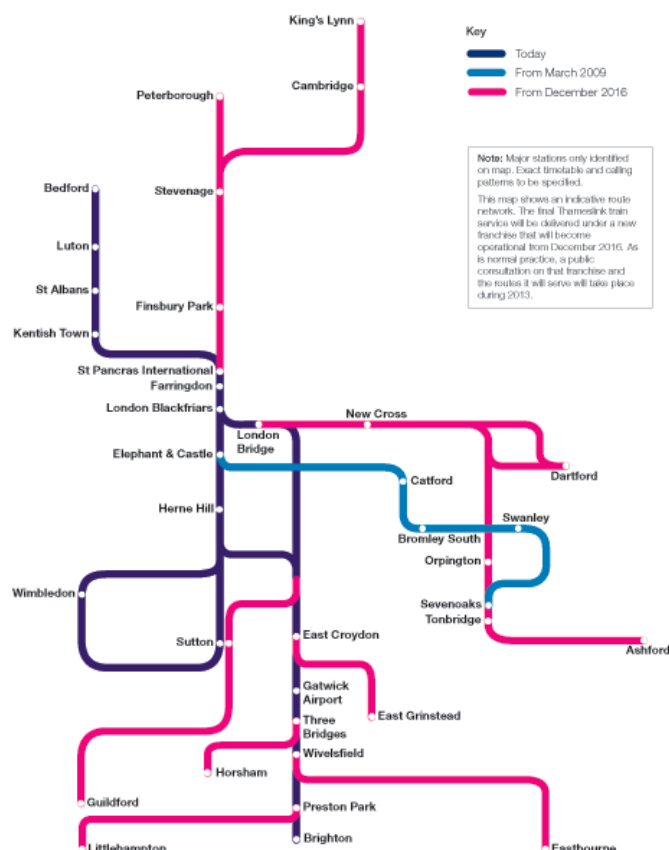 King's Lynn
Key
Today
From March 2009
From December 2016
Cambridge
Peterborough
Note: Major stations only identified
on map. Exact timetable and calling
patterns to be specified.
This map shows an indicative route
network. The final Thameslink train
service will be delivered under a new
franchise that will become
operational from December 2016. As
is normal practice, a public
consultation on that franchise and
the routes it will serve will take place
during 2013.
Bedford
Stevenage
Luton
St Albans
Finsbury Park
Kentish Town
St Pancras International
Farringdon
London Blackfriars
New Cross
London
Bridge
Elephant & Castle
Dartford
Catford
Herne Hill
Swanley
Bromley South
Orpington
Wimbledon
Sevenoaks
Tonbridge
Sutton
East Croydon
Ashford
Gatwick
Airport
East Grinstead
Three
Bridges
Wivelsfield
Horsham
Guildford
Preston Park
Brighton
Littlehampton
Eastbourne